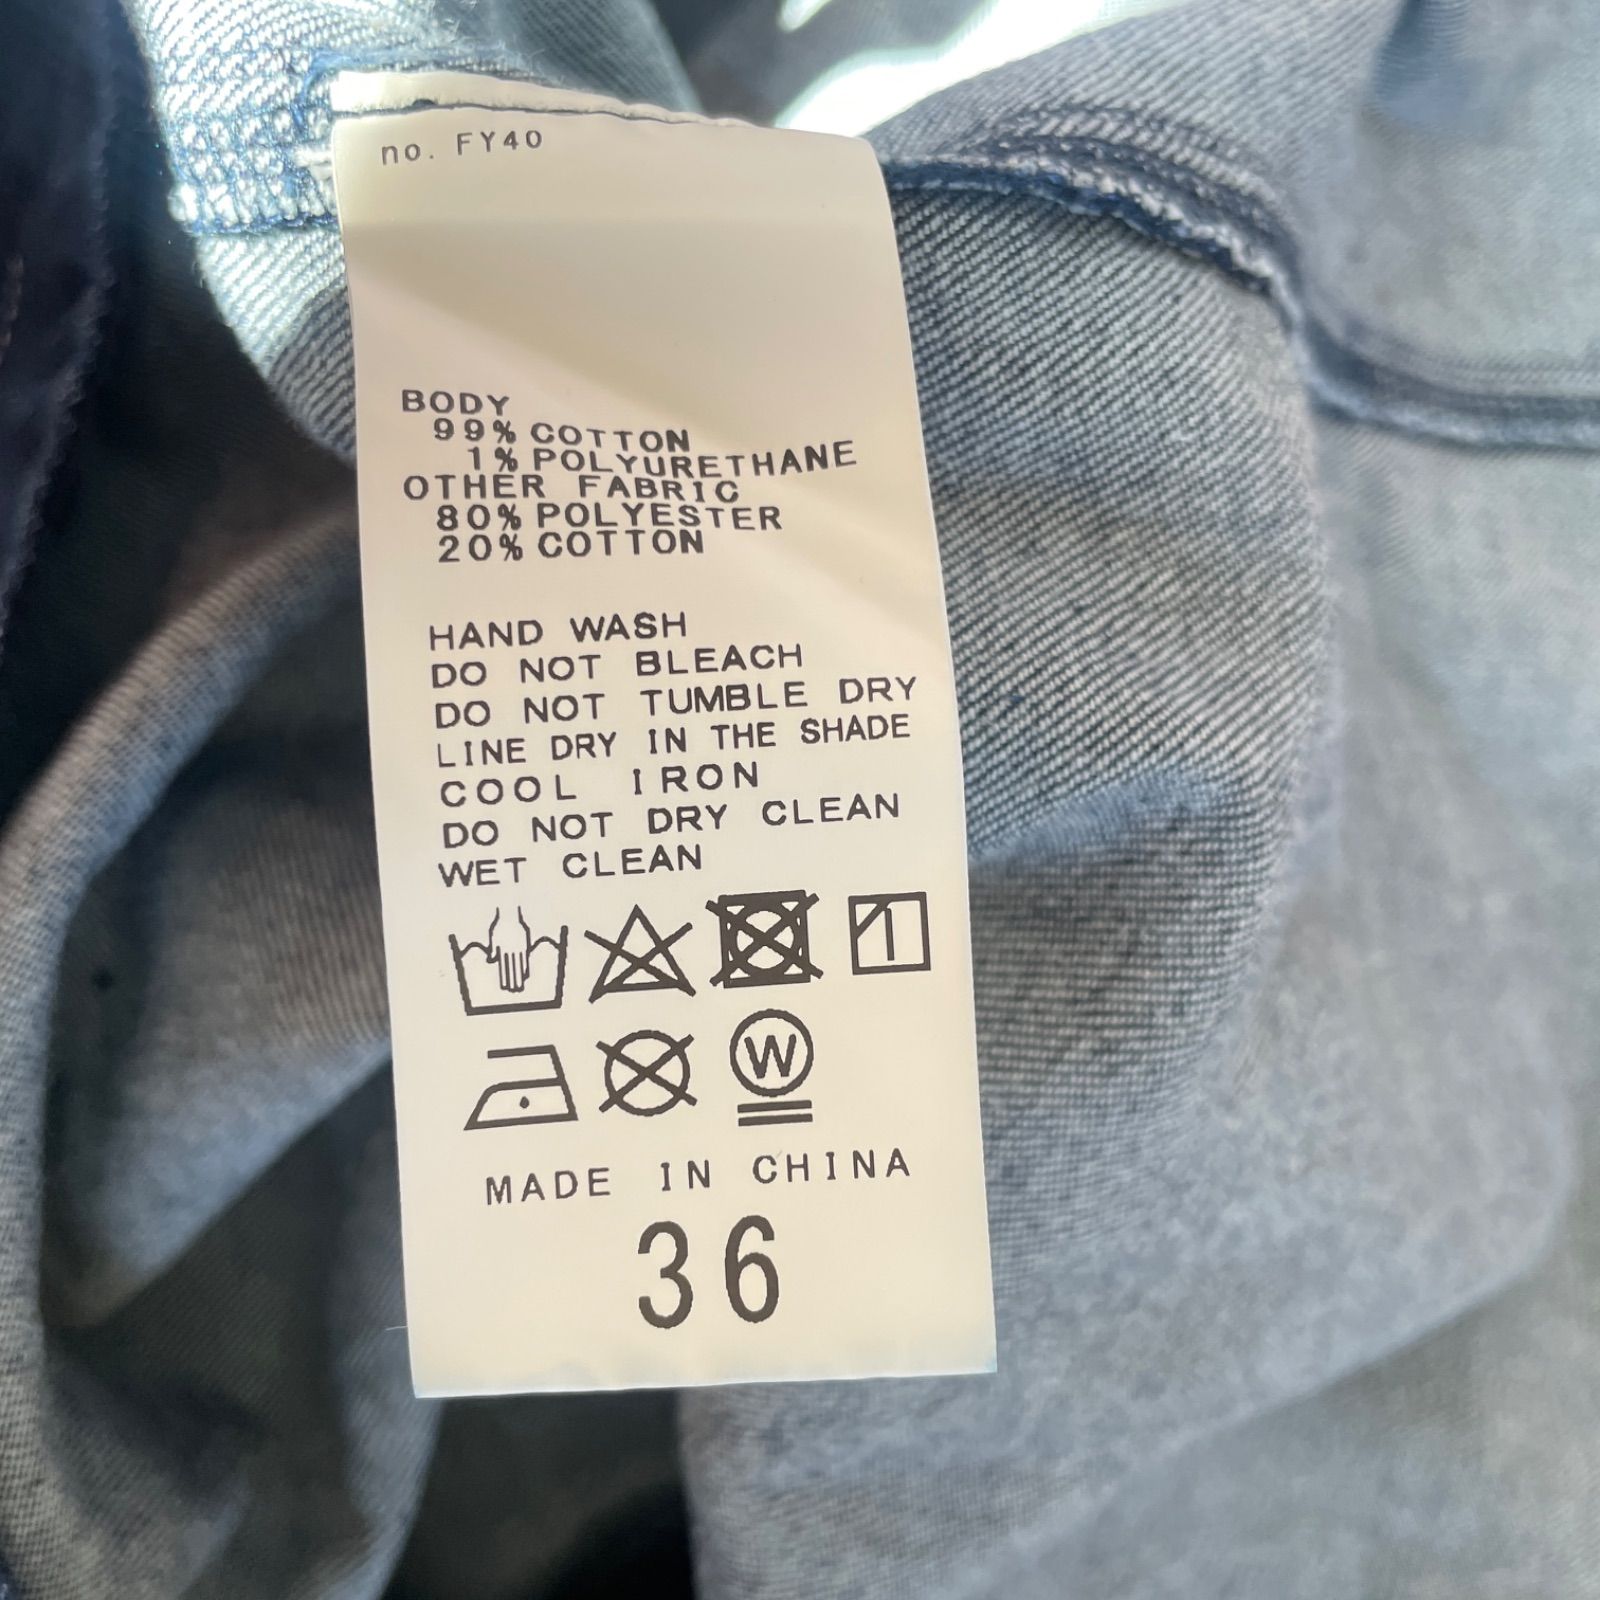 no. FY40
BODY
99% COTTON
1% POLYURETHANE
OTHER FABRIC
80% POLYESTER
20% COTTON
HAND WASH
DO NOT BLEACH
DO NOT TUMBLE DRY
LINE DRY IN THE SHADE
COOL IRON
DO NOT DRY CLEAN
WET CLEAN
W
MADE IN CHINA
36